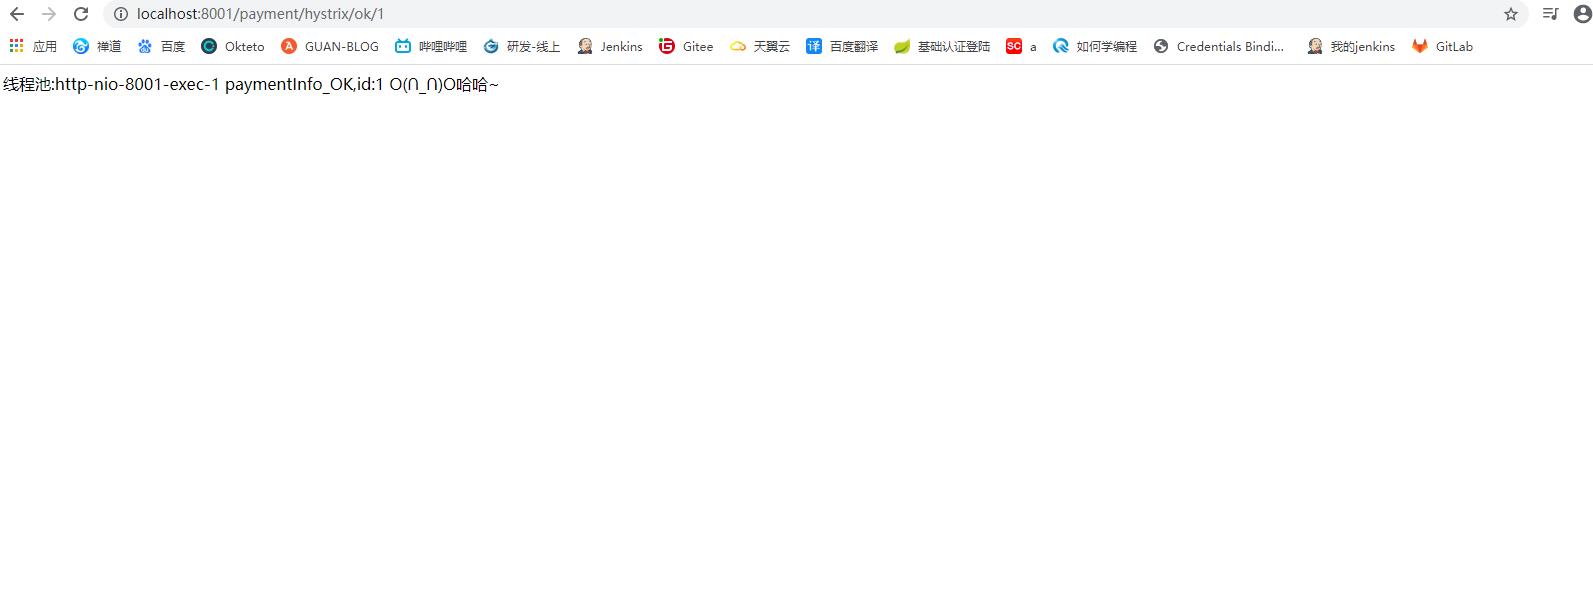 localhost:8001/payment/hystrix/ok/1
应用 禅道 百度 Okteto GUAN-BLOG 哔哩哔哩 研发-线上 Jenkins Gitee 天翼云 译 百度翻译 基础认证登陆 SC a 如何学编程 Credentials Bindi... 我的jenkins GitLab
线程池:http-nio-8001-exec-1 paymentInfo_OK,id:1 O(∩_∩)O哈哈~